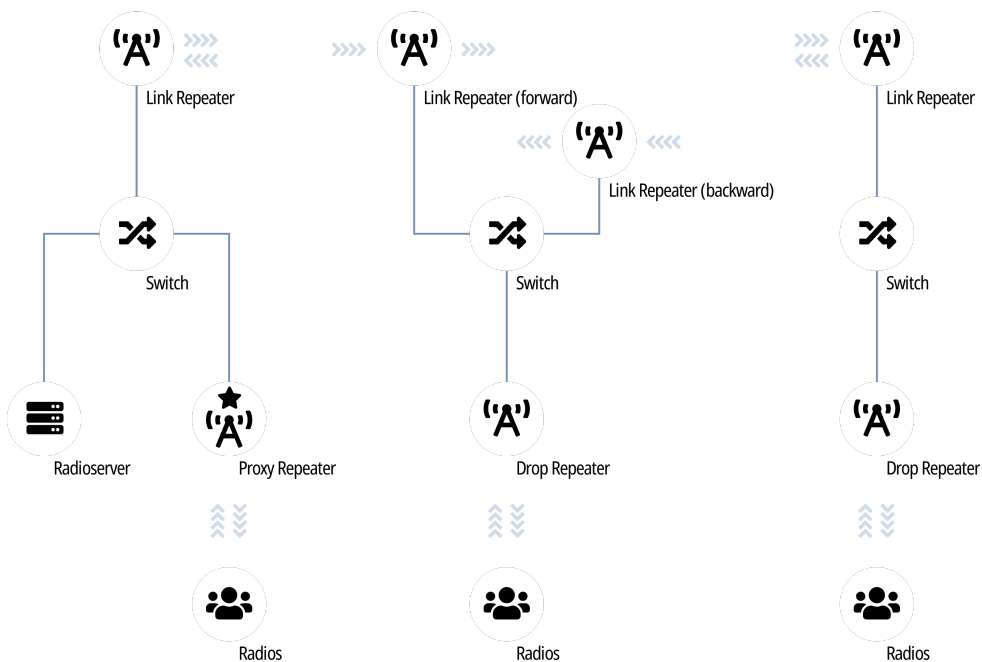 Link Repeater
Link Repeater (forward)
Link Repeater
Link Repeater (backward)
Switch
Switch
Switch
Radioserver
Proxy Repeater
Drop Repeater
Drop Repeater
Radios
Radios
Radios